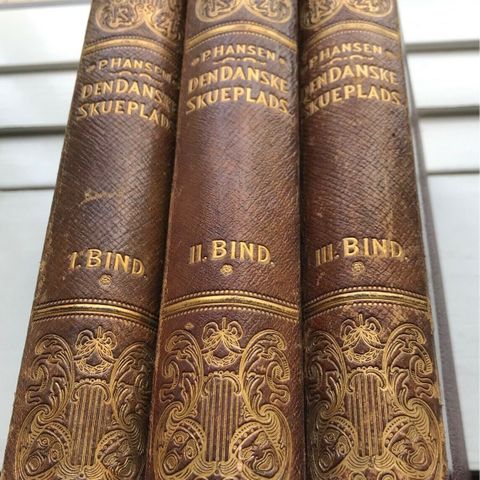 P.HANSEN
DEN DANSKE
SKUEPLADS
I. BIND.
P.HANSEN
DEN DANSKE
SKUEPLADS.
II. BIND.
P.HANSEN
DEN DANSKE
SKUEPLADS.
III. BIND.